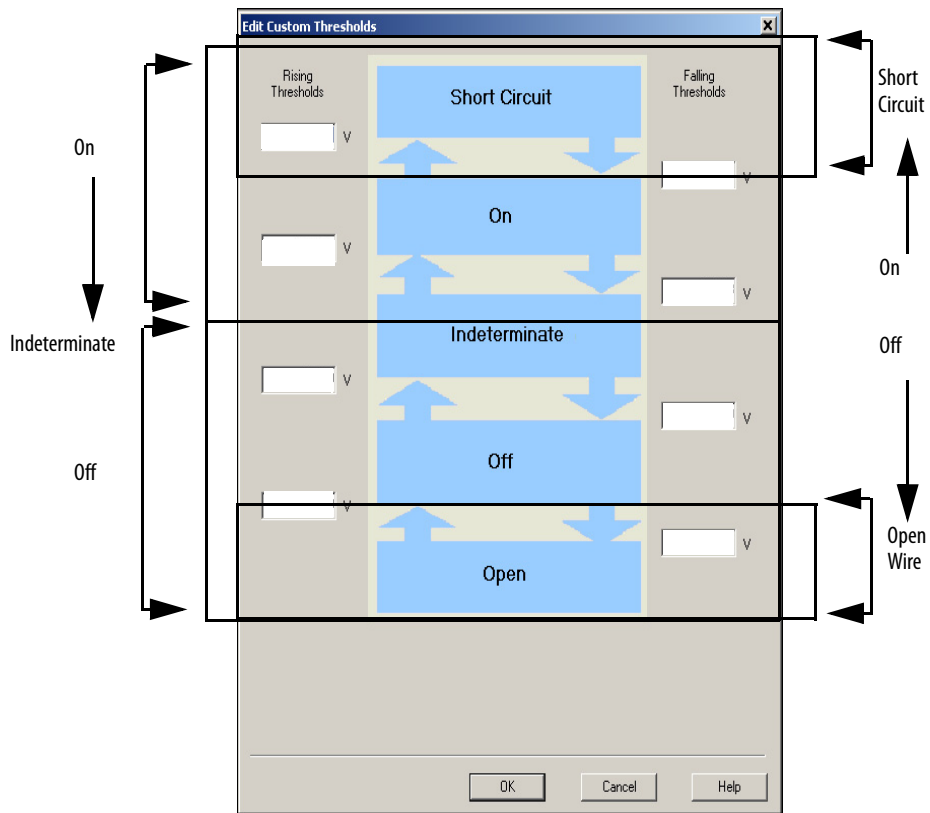 Edit Custom Thresholds
Rising
Thresholds
Short Circuit
Falling
Thresholds
Short
Circuit
V
V
On
On
V
V
On
Indeterminate
Indeterminate
Off
V
V
Off
Off
V
V
Open
Open
Wire
OK
Cancel
Help